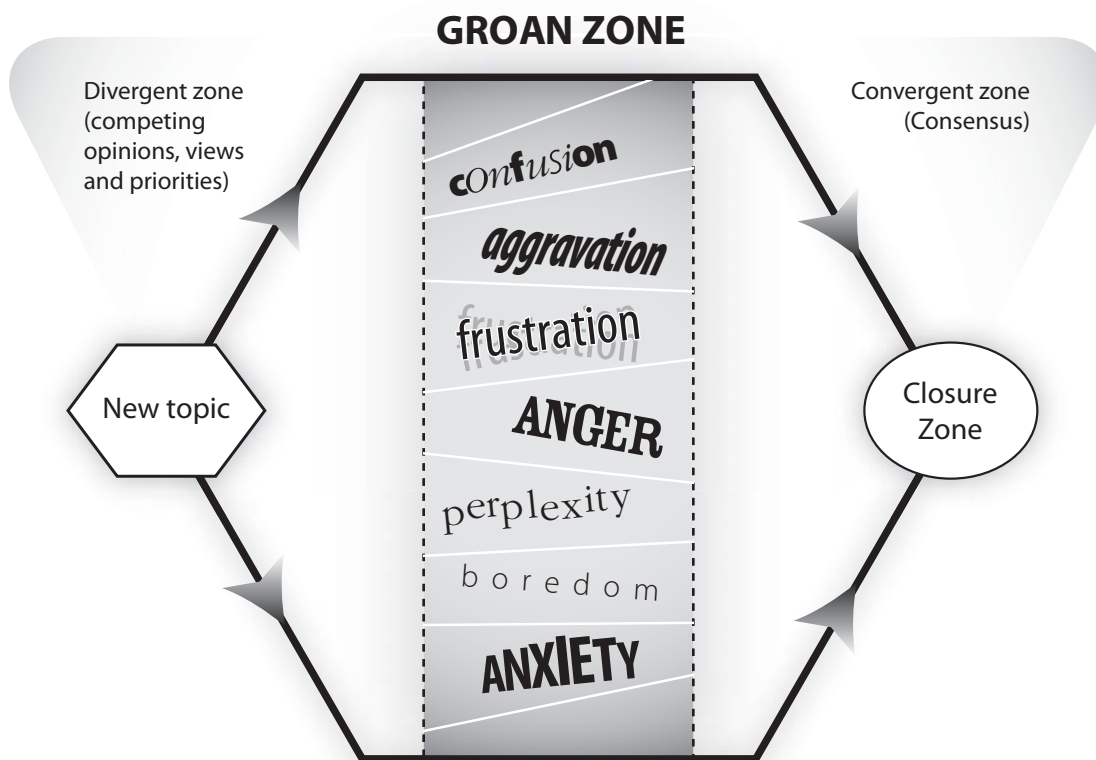 GROAN ZONE
Divergent zone
(competing
opinions, views
and priorities)
Convergent zone
(Consensus)
confusion
aggravation
frustration
ANGER
perplexity
boredom
ANXIETY
New topic
Closure
Zone